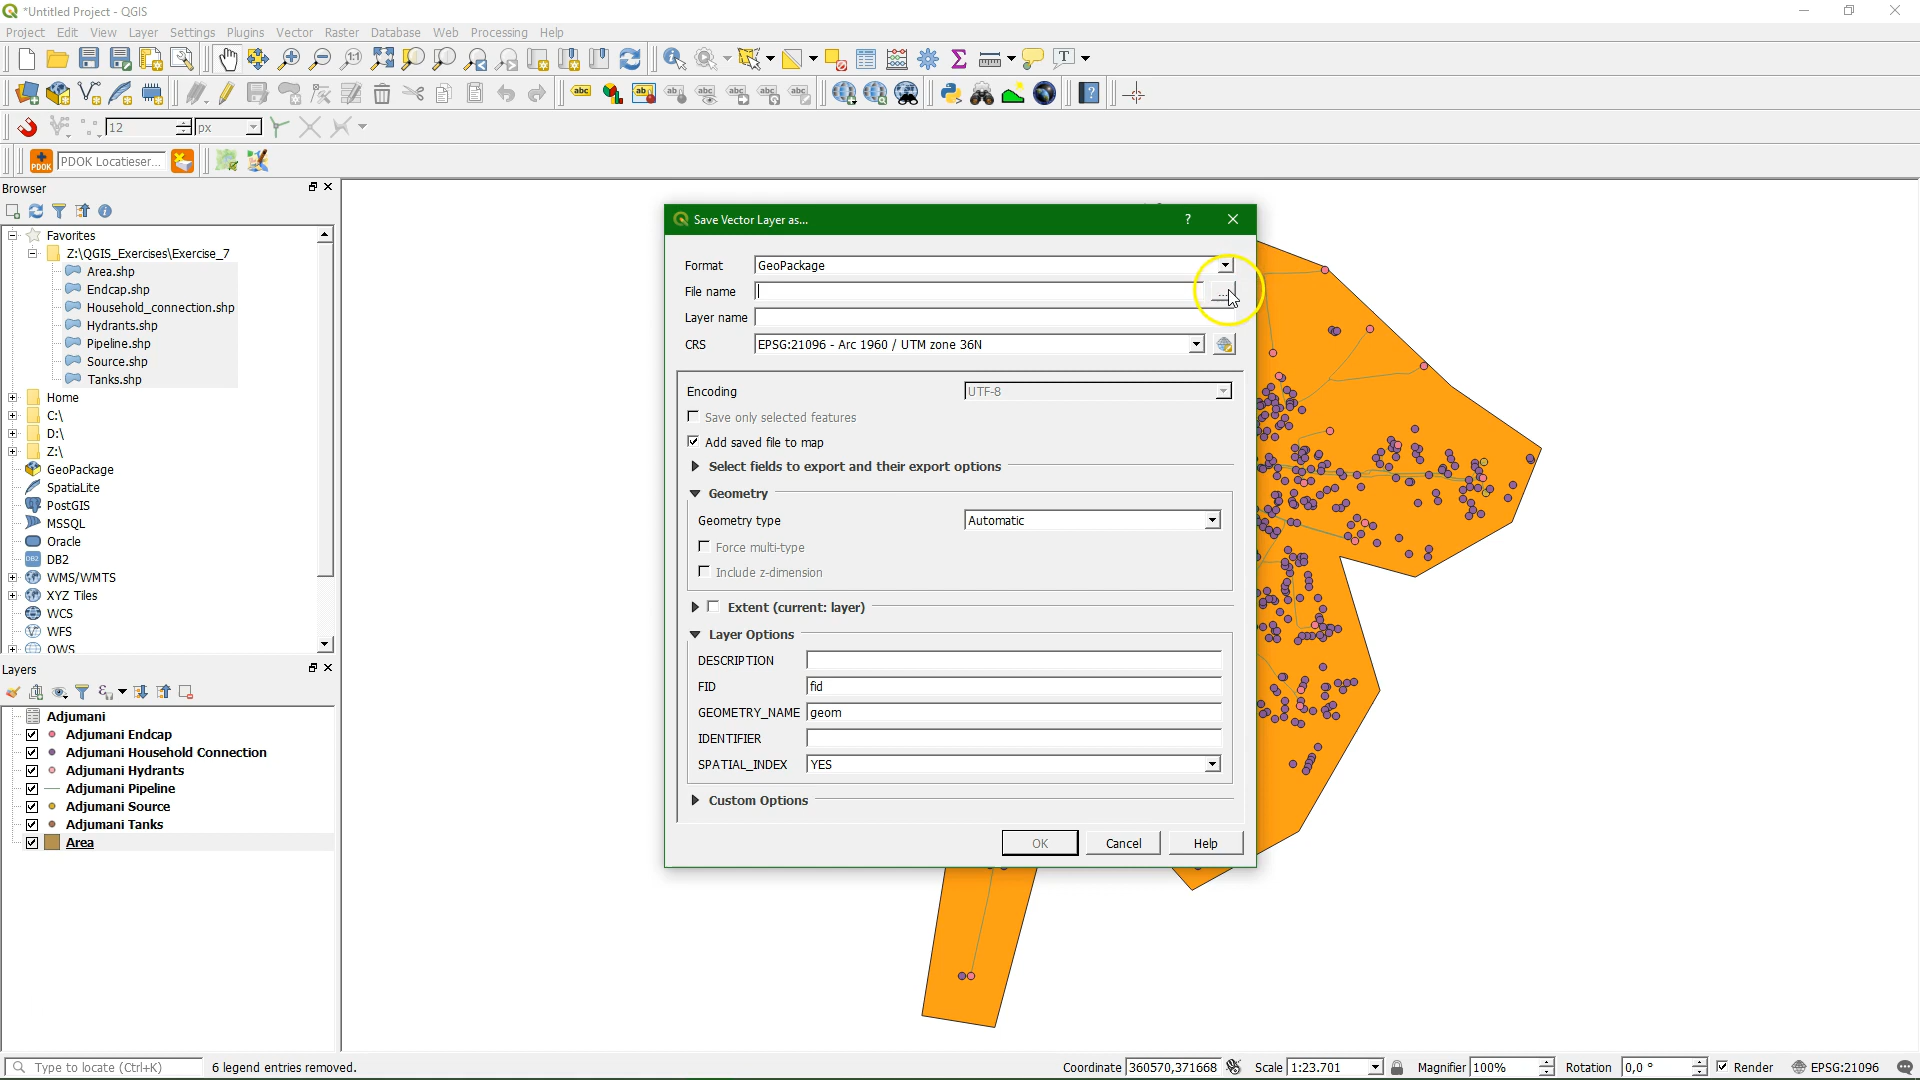 *Untitled Project - QGIS
Project Edit View Layer Settings Plugins Vector Raster Database Web Processing Help
12 px
PDOK PDOK Locatieser...
Browser
Favorites
Z:\QGIS_Exercises\Exercise_7
Area.shp
Endcap.shp
Household_connection.shp
Hydrants.shp
Pipeline.shp
Source.shp
Tanks.shp
Home
C:\
D:\
Z:\
GeoPackage
SpatiaLite
PostGIS
MSSQL
Oracle
DB2
WMS/WMTS
XYZ Tiles
WCS
WFS
OWS
Layers
Adjumani
Adjumani Endcap
Adjumani Household Connection
Adjumani Hydrants
Adjumani Pipeline
Adjumani Source
Adjumani Tanks
Area
Save Vector Layer as...
Format GeoPackage
File name ...
Layer name
CRS EPSG:21096 - Arc 1960 / UTM zone 36N
Encoding UTF-8
Save only selected features
Add saved file to map
Select fields to export and their export options
Geometry
Geometry type Automatic
Force multi-type
Include z-dimension
Extent (current: layer)
Layer Options
DESCRIPTION
FID fid
GEOMETRY_NAME geom
IDENTIFIER
SPATIAL_INDEX YES
Custom Options
OK Cancel Help
Type to locate (Ctrl+K) 6 legend entries removed. Coordinate 360570,371668 Scale 1:23.701 Magnifier 100% Rotation 0,0 ° Render EPSG:21096